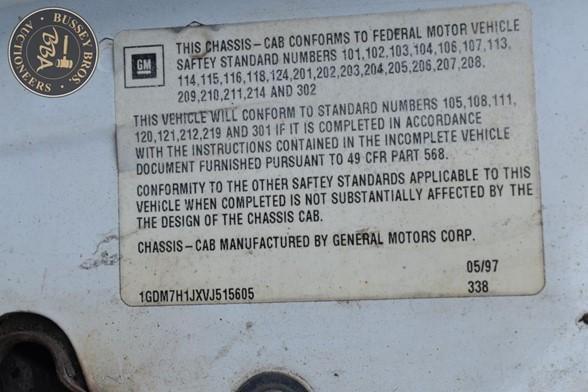 BUSSEY BROS.
BBA
AUCTIONEERS
GM
THIS CHASSIS-CAB CONFORMS TO FEDERAL MOTOR VEHICLE
SAFTEY STANDARD NUMBERS 101,102,103,104,106,107,113,
114,115,116,118,124,201,202,203,204,205,206,207,208,
209,210,211,214 AND 302
THIS VEHICLE WILL CONFORM TO STANDARD NUMBERS 105,108,111,
120,121,212,219 AND 301 IF IT IS COMPLETED IN ACCORDANCE
WITH THE INSTRUCTIONS CONTAINED IN THE INCOMPLETE VEHICLE
DOCUMENT FURNISHED PURSUANT TO 49 CFR PART 568.
CONFORMITY TO THE OTHER SAFTEY STANDARDS APPLICABLE TO THIS
VEHICLE WHEN COMPLETED IS NOT SUBSTANTIALLY AFFECTED BY THE
THE DESIGN OF THE CHASSIS CAB.
CHASSIS-CAB MANUFACTURED BY GENERAL MOTORS CORP.
05/97
1GDM7H1JXVJ515605 338